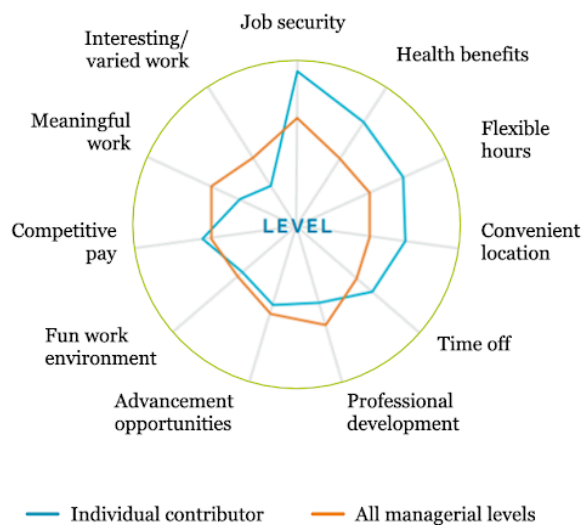 Job security
Interesting/
varied work
Health benefits
Meaningful
work
Flexible
hours
LEVEL
Competitive
pay
Convenient
location
Fun work
environment
Time off
Advancement
opportunities
Professional
development
Individual contributor
All managerial levels